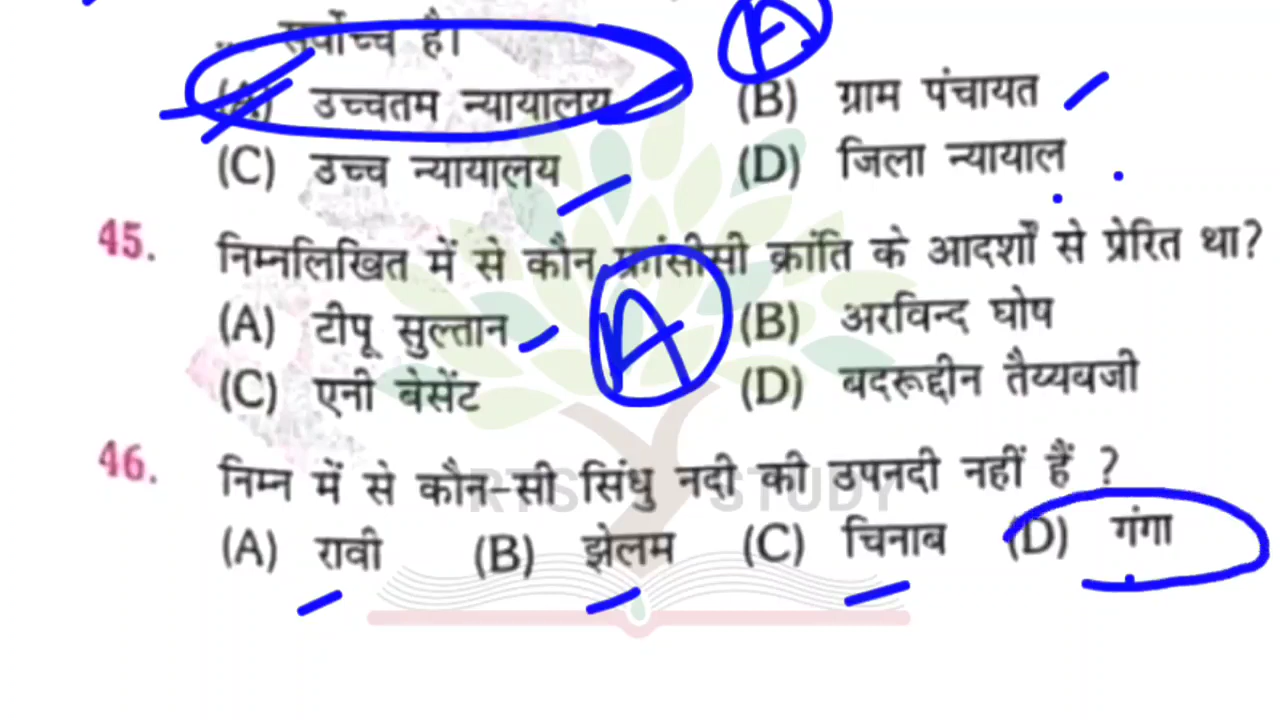 ... सर्वोच्च है।
A
(A) उच्चतम न्यायालय (B) ग्राम पंचायत
(C) उच्च न्यायालय (D) जिला न्यायाल
45. निम्नलिखित में से कौन फ्रांसीसी क्रांति के आदर्शों से प्रेरित था?
(A) टीपू सुल्तान A (B) अरविन्द घोष
(C) एनी बेसेंट (D) बदरूद्दीन तैय्यबजी
46. निम्न में से कौन-सी सिंधु नदी की उपनदी नहीं हैं ?
RTS STUDY
(A) रावी (B) झेलम (C) चिनाब (D) गंगा